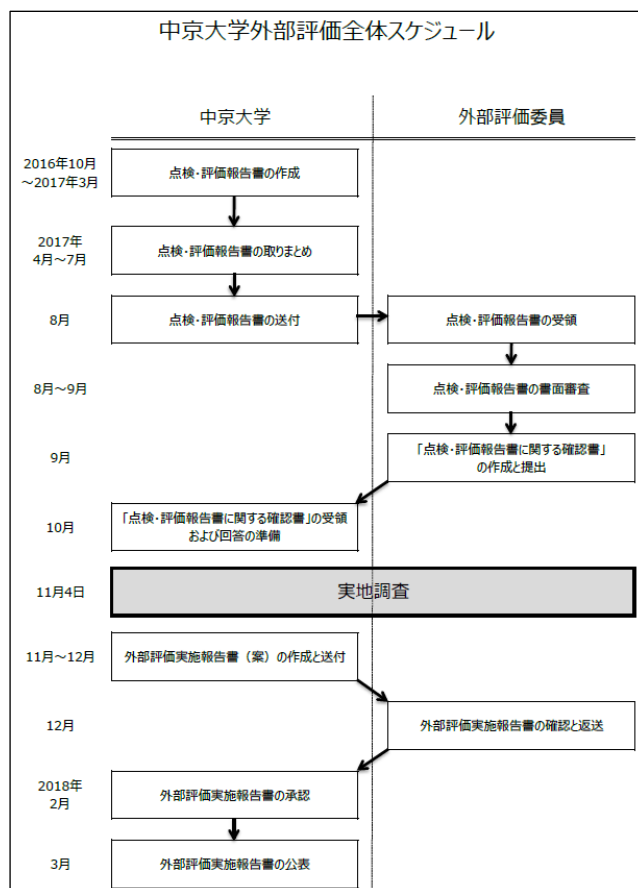 中京大学外部評価全体スケジュール
中京大学
外部評価委員
2016年10月
～2017年3月
点検・評価報告書の作成
2017年
4月～7月
点検・評価報告書の取りまとめ
8月
点検・評価報告書の送付
点検・評価報告書の受領
8月～9月
点検・評価報告書の書面審査
9月
「点検・評価報告書に関する確認書」
の作成と提出
10月
「点検・評価報告書に関する確認書」の受領
および回答の準備
11月4日
実地調査
11月～12月
外部評価実施報告書（案）の作成と送付
12月
外部評価実施報告書の確認と返送
2018年
2月
外部評価実施報告書の承認
3月
外部評価実施報告書の公表